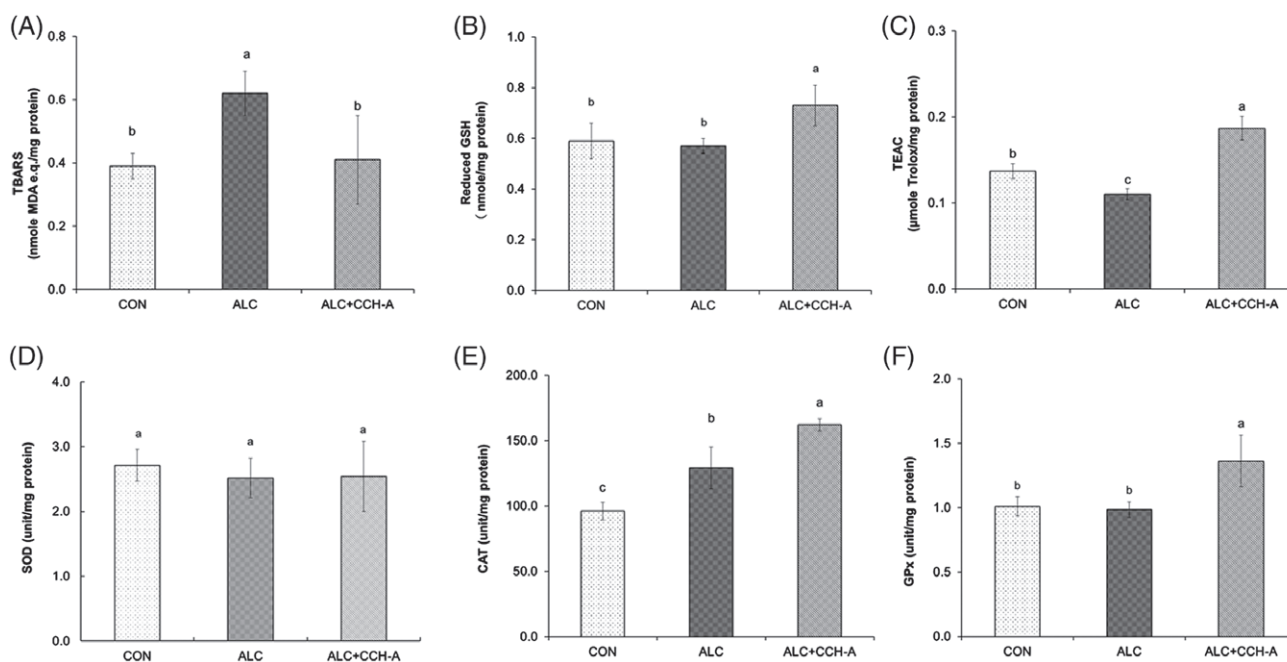 (A)
TBARS
(nmole MDA e.q./mg protein)
0.8
0.6
0.4
0.2
0.0
b
a
b
CON
ALC
ALC+CCH-A
(B)
Reduced GSH
( nmole/mg protein)
1.0
0.8
0.6
0.4
0.2
0.0
b
b
a
CON
ALC
ALC+CCH-A
(C)
TEAC
(µmole Trolox/mg protein)
0.3
0.2
0.1
0.0
b
c
a
CON
ALC
ALC+CCH-A
(D)
SOD (unit/mg protein)
4.0
3.0
2.0
1.0
0.0
a
a
a
CON
ALC
ALC+CCH-A
(E)
CAT (unit/mg protein)
200.0
150.0
100.0
50.0
0.0
c
b
a
CON
ALC
ALC+CCH-A
(F)
GPx (unit/mg protein)
2.0
1.5
1.0
0.5
0.0
b
b
a
CON
ALC
ALC+CCH-A